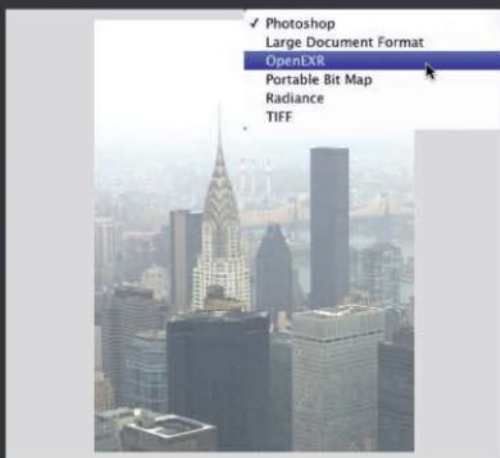 ✓ Photoshop
Large Document Format
OpenEXR
Portable Bit Map
Radiance
TIFF